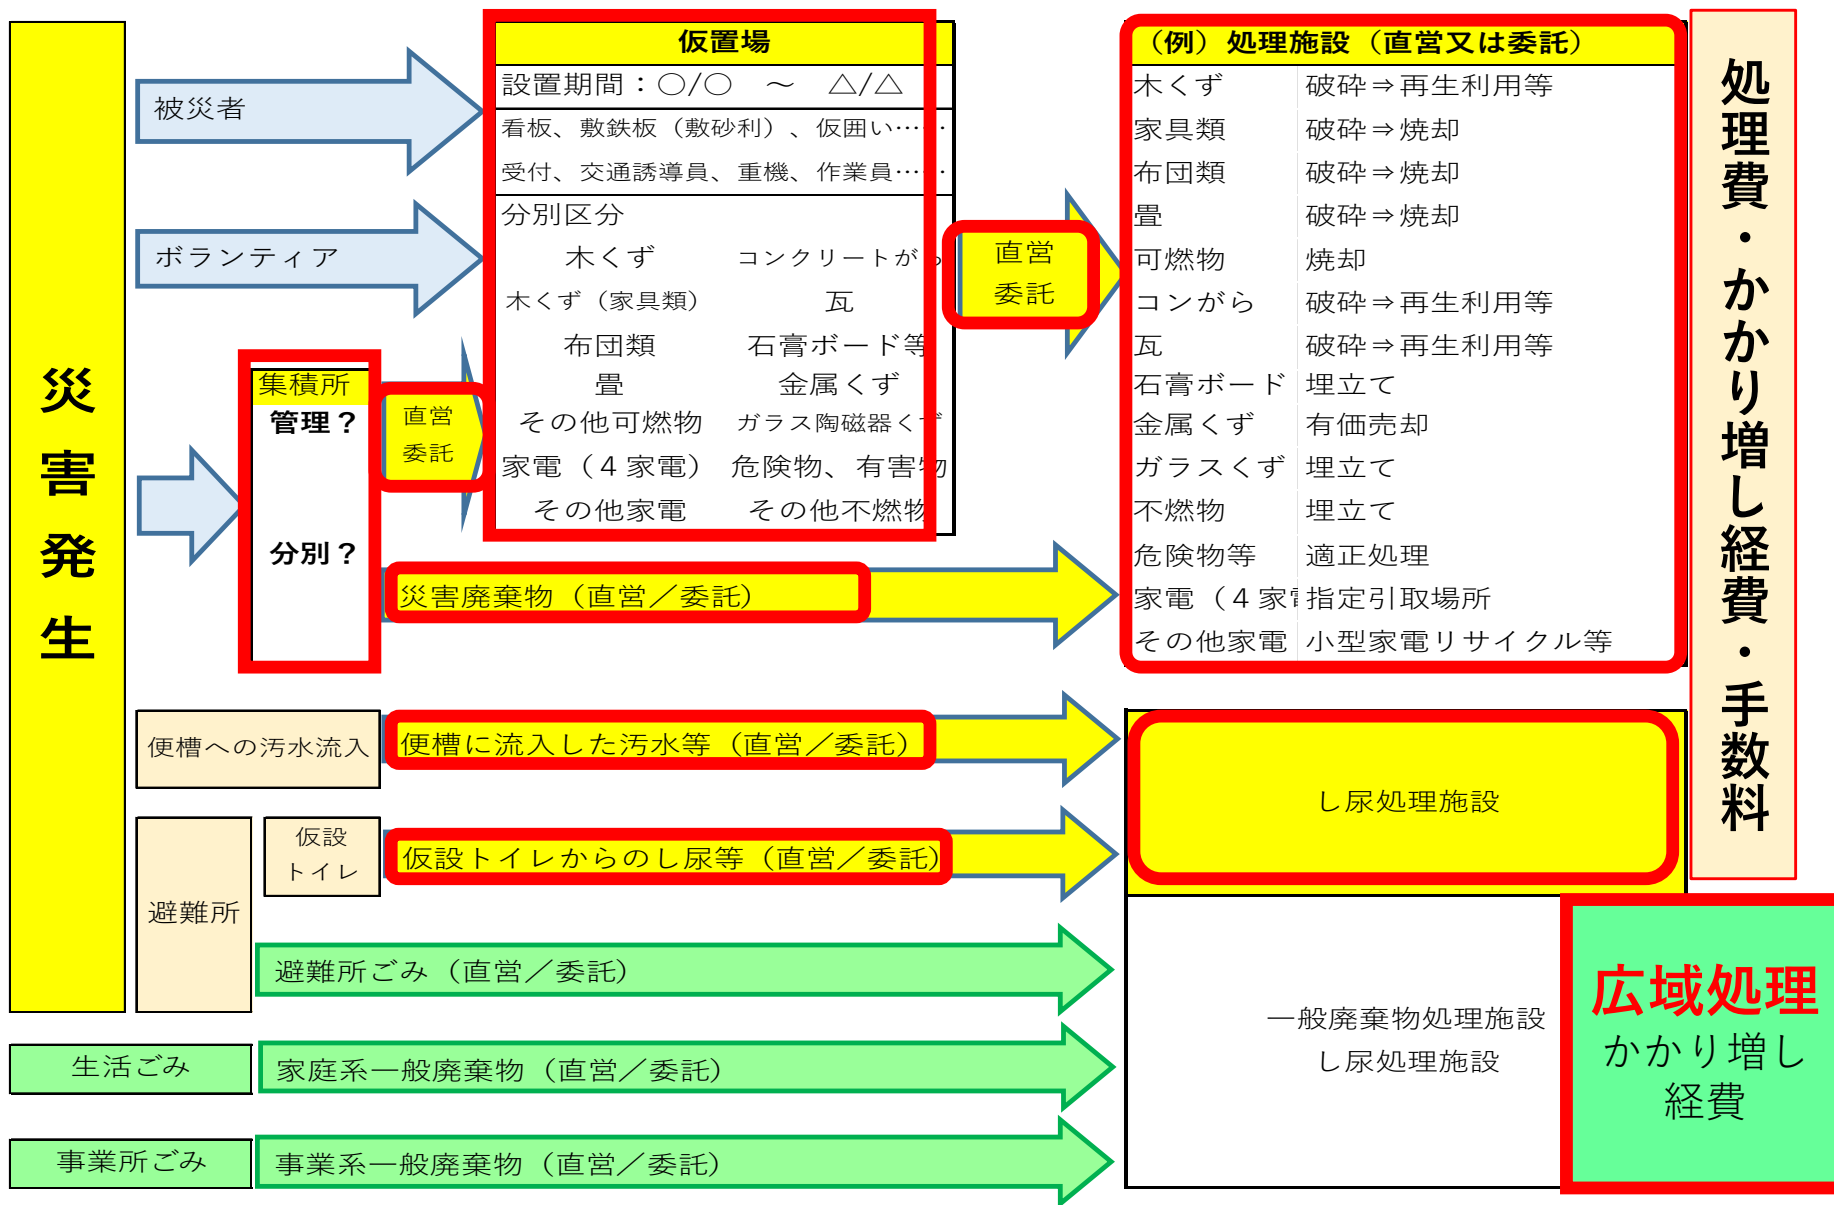 災害発生
被災者
ボランティア
集積所
管理？
分別？
直営
委託
仮置場
設置期間：○/○　～　△/△
看板、敷鉄板（敷砂利）、仮囲い……
受付、交通誘導員、重機、作業員……
分別区分
木くず　コンクリートがら
木くず（家具類）　瓦
布団類　石膏ボード等
畳　金属くず
その他可燃物　ガラス陶磁器くず
家電（４家電）　危険物、有害物
その他家電　その他不燃物
直営
委託
（例）処理施設（直営又は委託）
木くず　破砕⇒再生利用等
家具類　破砕⇒焼却
布団類　破砕⇒焼却
畳　破砕⇒焼却
可燃物　焼却
コンがら　破砕⇒再生利用等
瓦　破砕⇒再生利用等
石膏ボード　埋立て
金属くず　有価売却
ガラスくず　埋立て
不燃物　埋立て
危険物等　適正処理
家電（４家電　指定引取場所
その他家電　小型家電リサイクル等
処理費・かかり増し経費・手数料
災害廃棄物（直営／委託）
便槽への汚水流入
便槽に流入した汚水等（直営／委託）
避難所
仮設
トイレ
仮設トイレからのし尿等（直営／委託）
し尿処理施設
避難所ごみ（直営／委託）
生活ごみ
家庭系一般廃棄物（直営／委託）
事業所ごみ
事業系一般廃棄物（直営／委託）
一般廃棄物処理施設
し尿処理施設
広域処理
かかり増し
経費